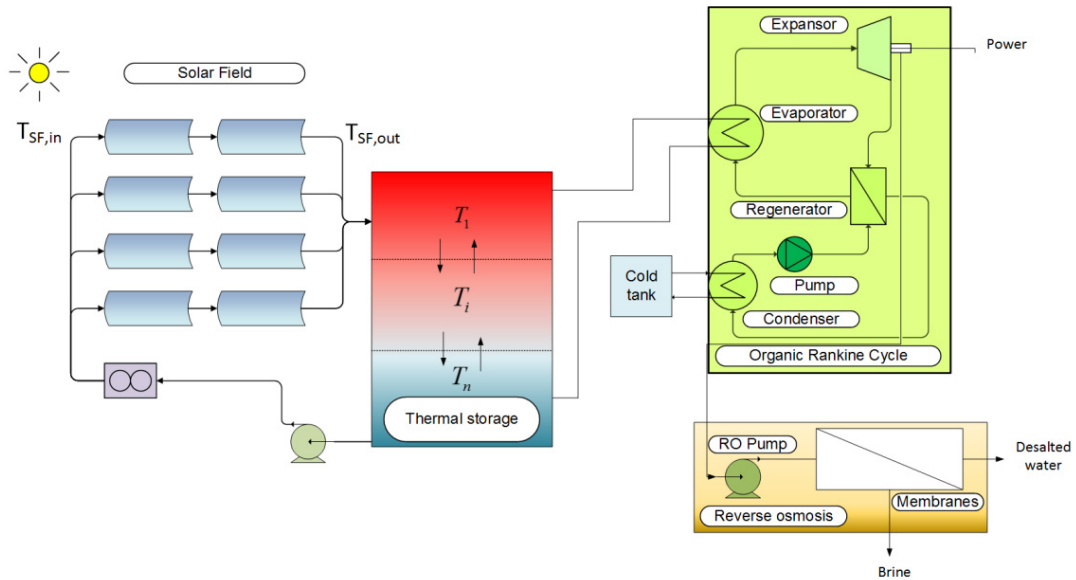 Solar Field
T_SF,in
T_SF,out
T_1
T_i
T_n
Thermal storage
Expansor
Power
Evaporator
Regenerator
Cold
tank
Pump
Condenser
Organic Rankine Cycle
RO Pump
Desalted
water
Membranes
Reverse osmosis
Brine